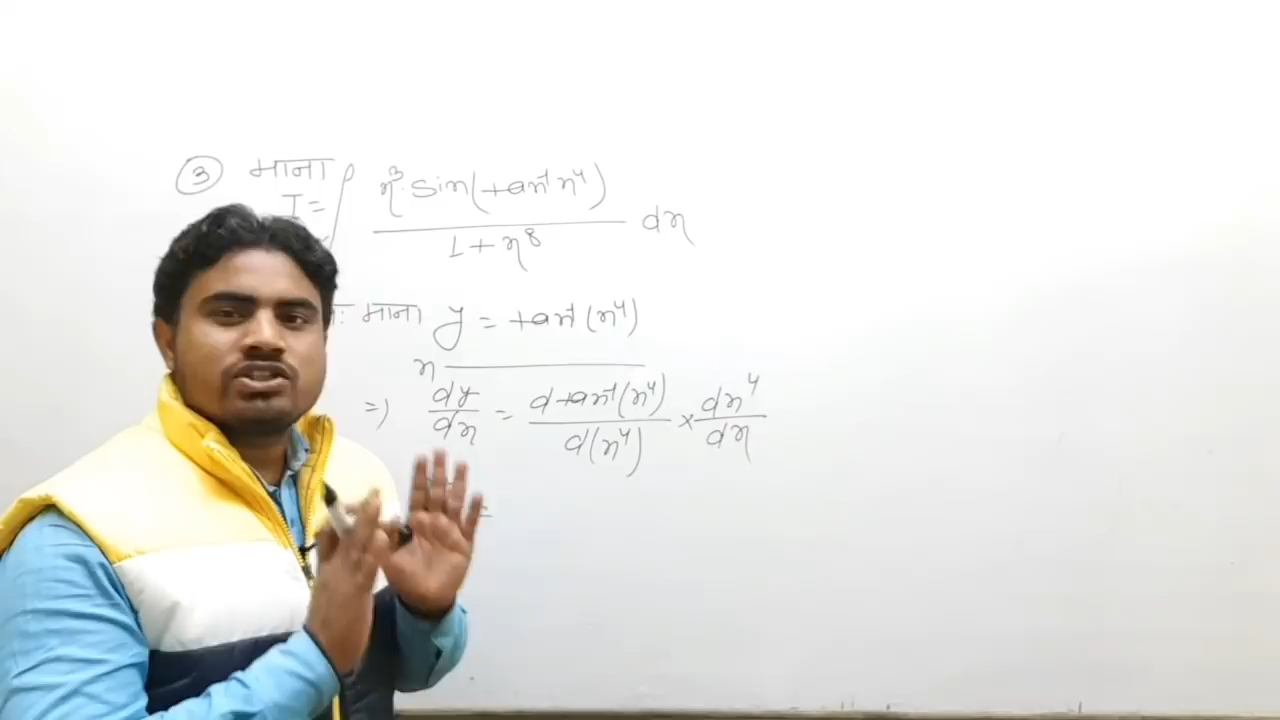 ③ माना
I = ∫ x³·sin(tan⁻¹x⁴) / 1+x⁸ dx
: माना y = tan⁻¹(x⁴)
x
=> dy/dx = d tan⁻¹(x⁴)/d(x⁴) × dx⁴/dx
=